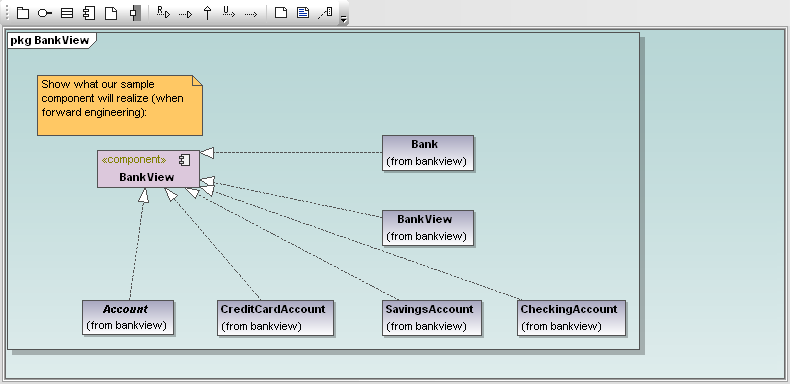 R
U
pkg BankView
Show what our sample
component will realize (when
forward engineering):
«component»
BankView
Bank
(from bankview)
BankView
(from bankview)
Account
(from bankview)
CreditCardAccount
(from bankview)
SavingsAccount
(from bankview)
CheckingAccount
(from bankview)